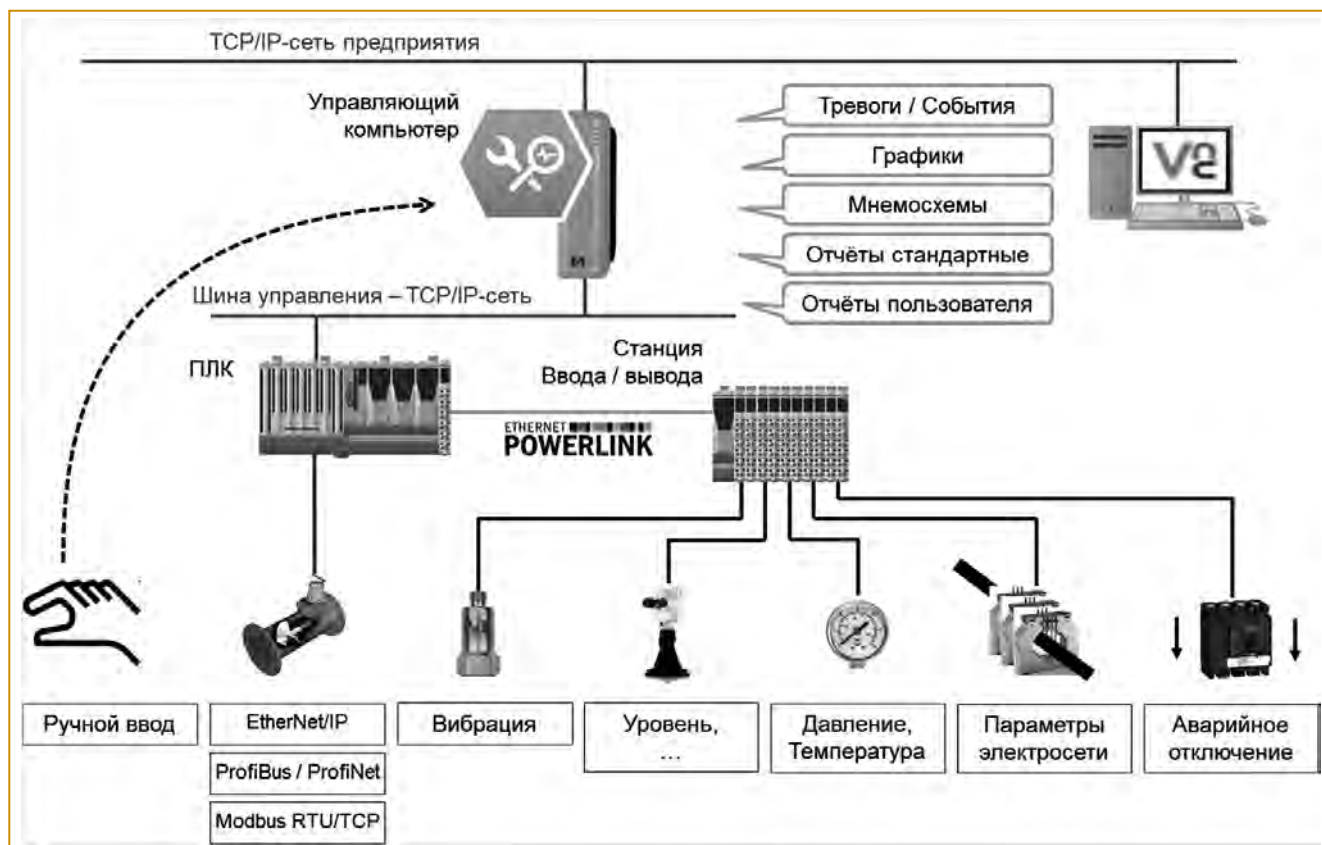 TCP/IP-сеть предприятия
Управляющий
компьютер
Тревоги / События
Графики
Мнемосхемы
Отчёты стандартные
Отчёты пользователя
Шина управления – TCP/IP-сеть
ПЛК
Станция
Ввода / вывода
ETHERNET
POWERLINK
Ручной ввод
EtherNet/IP
ProfiBus / ProfiNet
Modbus RTU/TCP
Вибрация
Уровень,
...
Давление,
Температура
Параметры
электросети
Аварийное
отключение